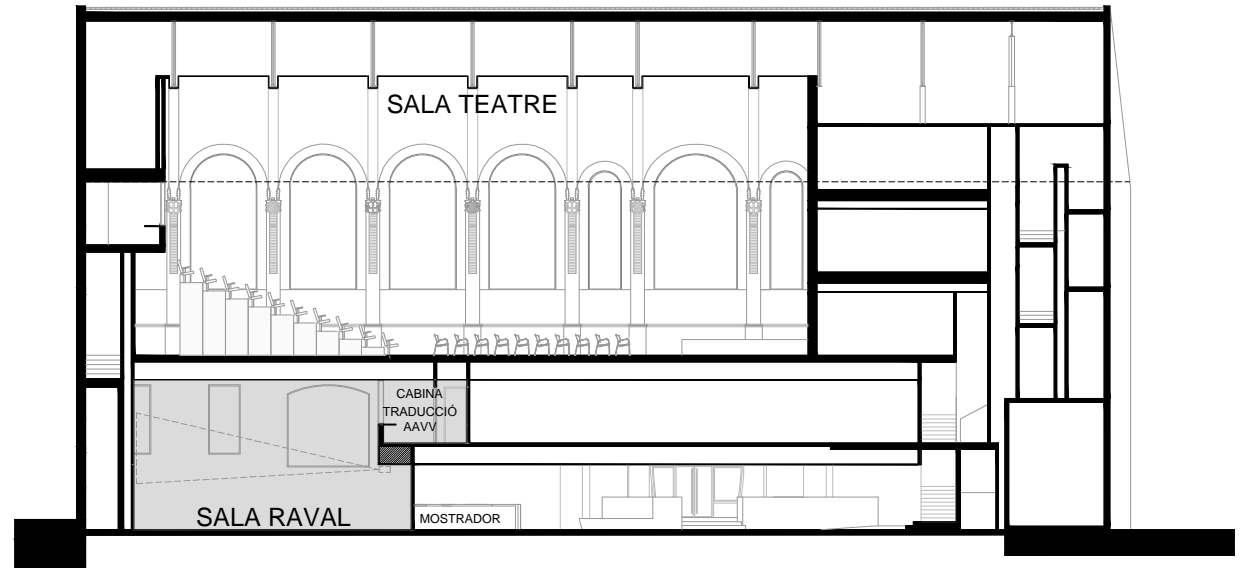 SALA TEATRE
CABINA
TRADUCCIÓ
AAVV
SALA RAVAL
MOSTRADOR